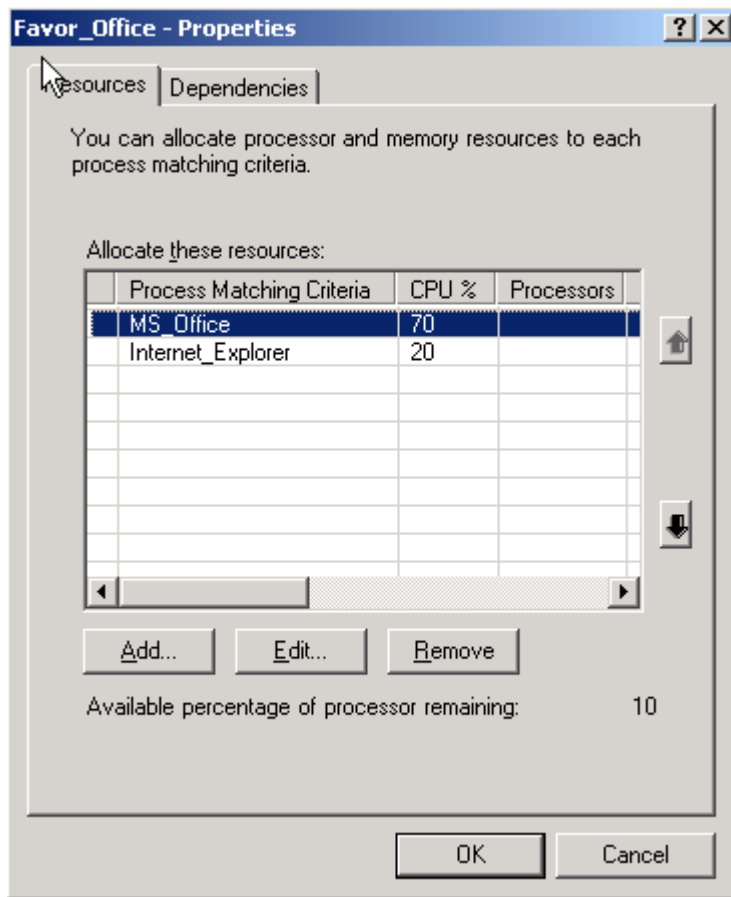 Favor_Office - Properties
Resources Dependencies
You can allocate processor and memory resources to each
process matching criteria.
Allocate these resources:
Process Matching Criteria CPU % Processors
MS_Office 70
Internet_Explorer 20
Add... Edit... Remove
Available percentage of processor remaining: 10
OK Cancel